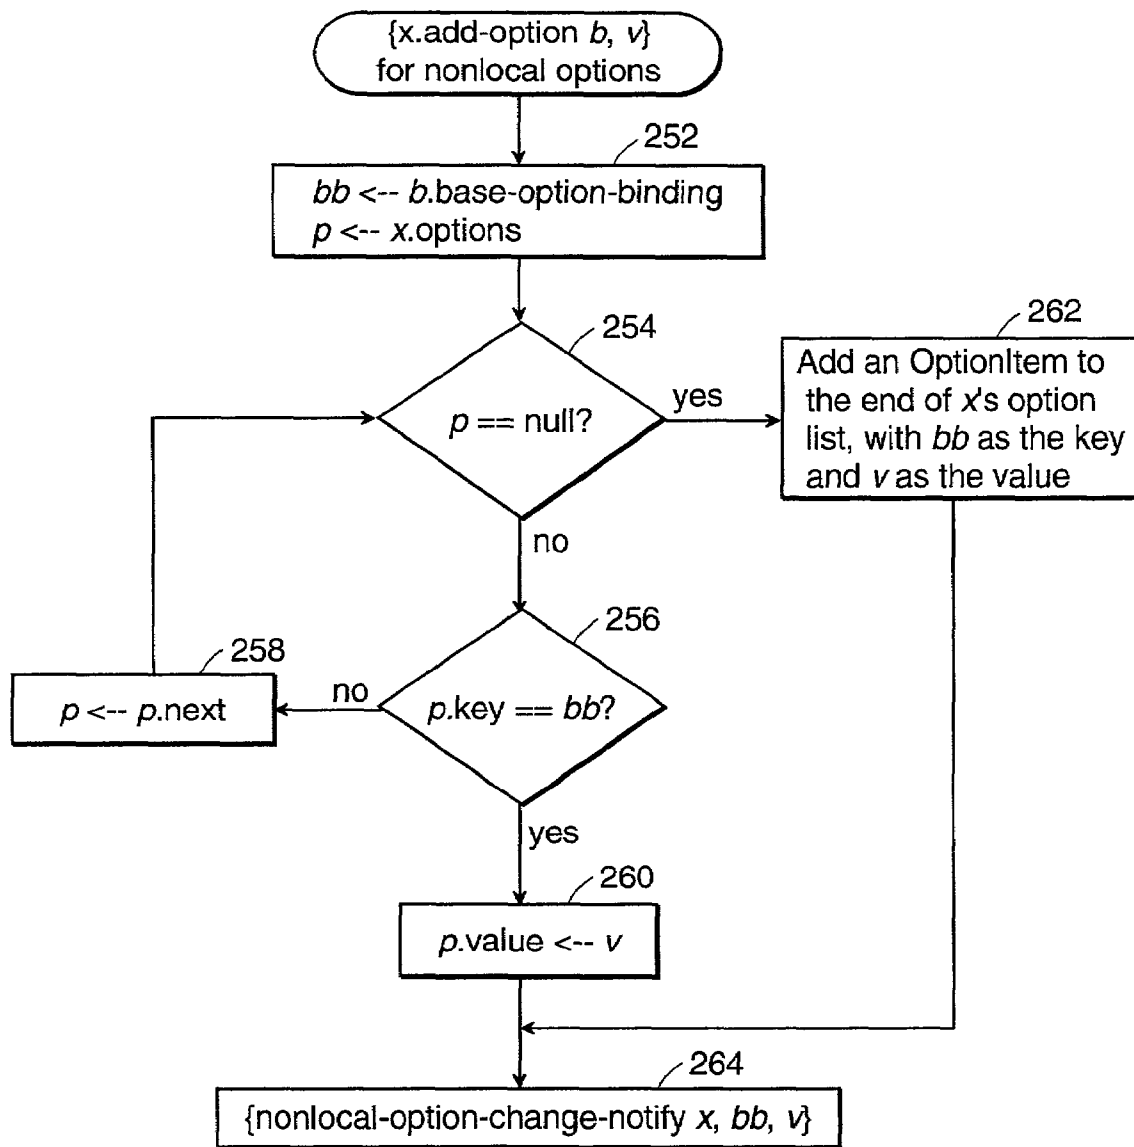 {x.add-option b, v}
for nonlocal options
252
bb <-- b.base-option-binding
p <-- x.options
254
p == null?
yes
262
Add an OptionItem to
the end of x's option
list, with bb as the key
and v as the value
no
256
p.key == bb?
no
258
p <-- p.next
yes
260
p.value <-- v
264
{nonlocal-option-change-notify x, bb, v}